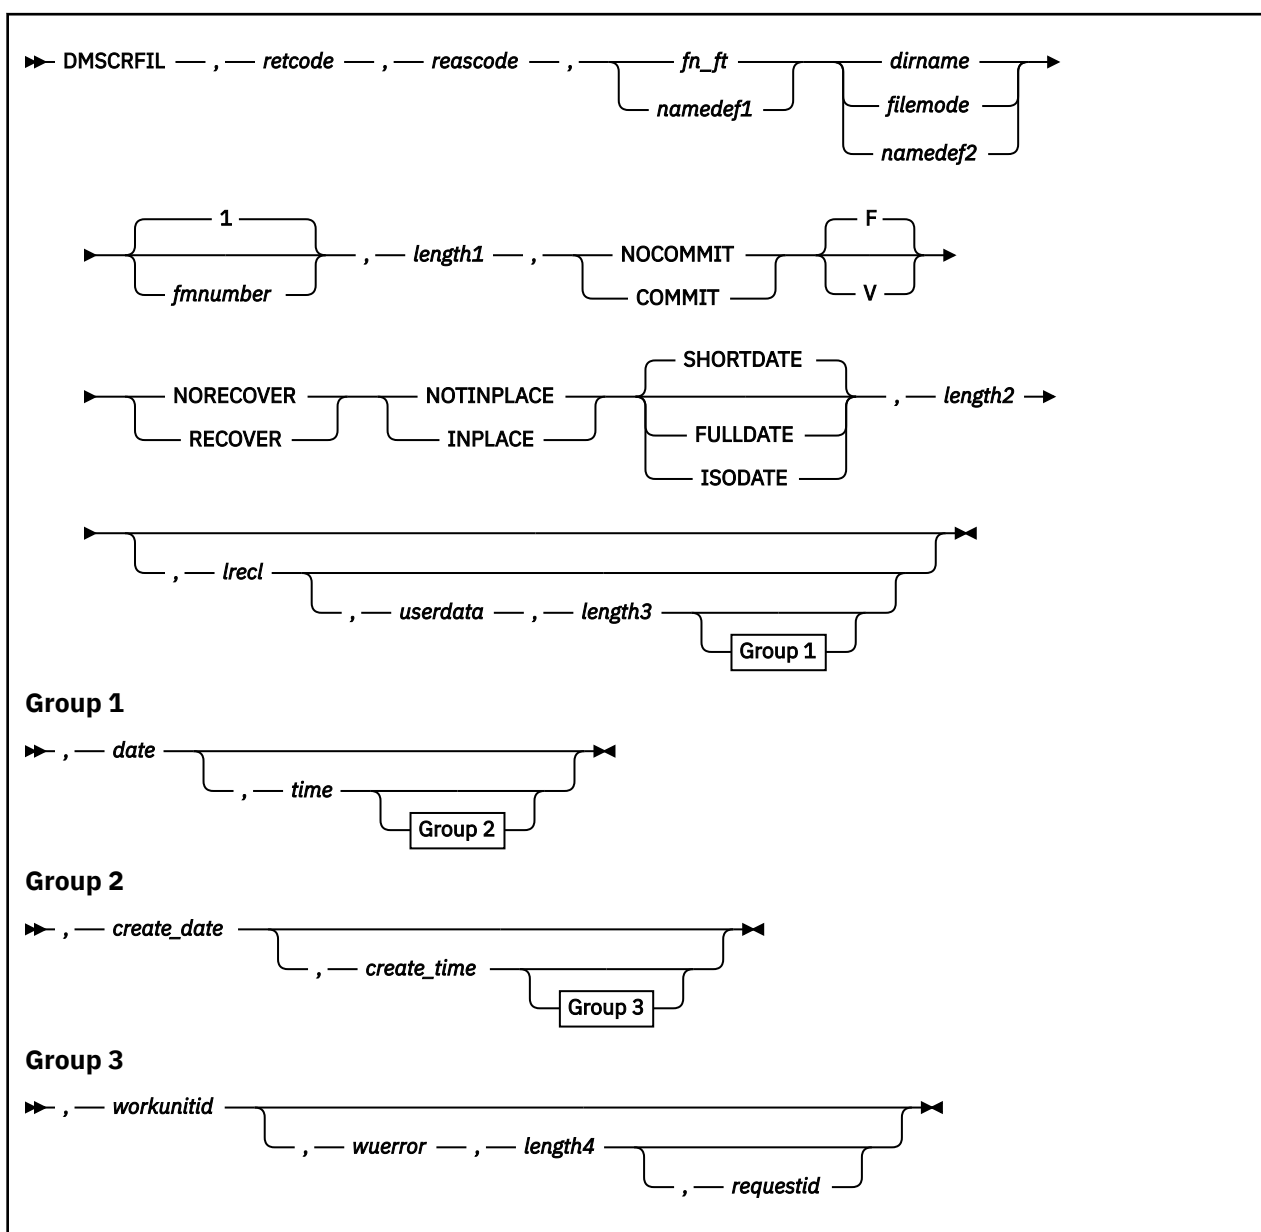 DMSCRFIL , retcode , reascode , fn_ft dirname
namedef1 filemode
namedef2
1 F
, length1 , NOCOMMIT
fmnumber COMMIT V
SHORTDATE
NORECOVER NOTINPLACE , length2
RECOVER INPLACE FULLDATE
ISODATE
, lrecl
, userdata , length3
Group 1
Group 1
, date
, time
Group 2
Group 2
, create_date
, create_time
Group 3
Group 3
, workunitid
, wuerror , length4
, requestid